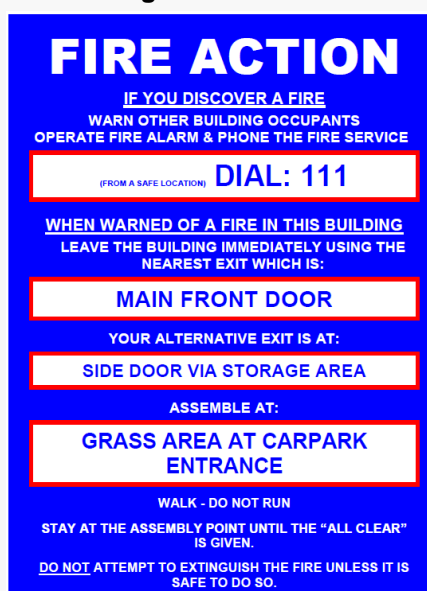 FIRE ACTION
IF YOU DISCOVER A FIRE
WARN OTHER BUILDING OCCUPANTS
OPERATE FIRE ALARM & PHONE THE FIRE SERVICE
(FROM A SAFE LOCATION) DIAL: 111
WHEN WARNED OF A FIRE IN THIS BUILDING
LEAVE THE BUILDING IMMEDIATELY USING THE
NEAREST EXIT WHICH IS:
MAIN FRONT DOOR
YOUR ALTERNATIVE EXIT IS AT:
SIDE DOOR VIA STORAGE AREA
ASSEMBLE AT:
GRASS AREA AT CARPARK
ENTRANCE
WALK - DO NOT RUN
STAY AT THE ASSEMBLY POINT UNTIL THE “ALL CLEAR”
IS GIVEN.
DO NOT ATTEMPT TO EXTINGUISH THE FIRE UNLESS IT IS
SAFE TO DO SO.